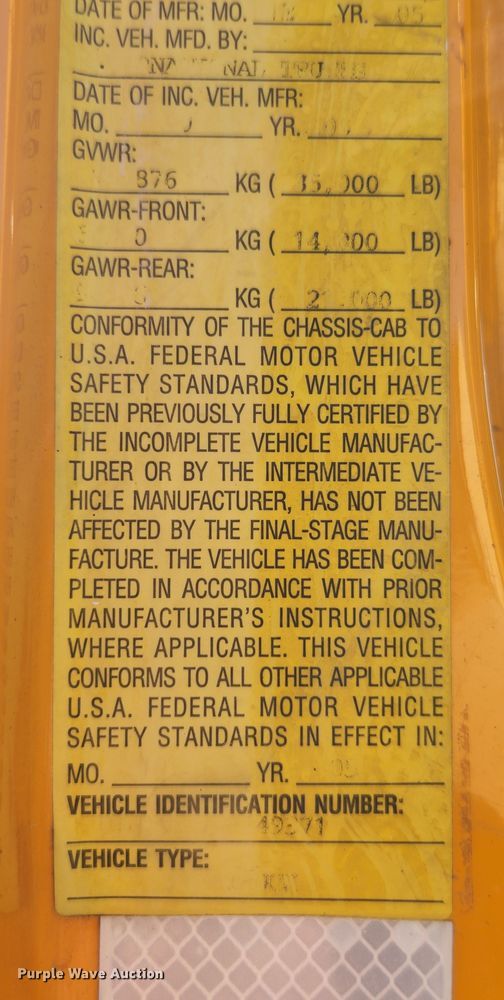 DATE OF MFR: MO. YR. 05
INC. VEH. MFD. BY:
DATE OF INC. VEH. MFR:
MO. YR.
GVWR:
876 KG ( LB)
GAWR-FRONT:
KG ( LB)
GAWR-REAR:
KG ( LB)
CONFORMITY OF THE CHASSIS-CAB TO
U.S.A. FEDERAL MOTOR VEHICLE
SAFETY STANDARDS, WHICH HAVE
BEEN PREVIOUSLY FULLY CERTIFIED BY
THE INCOMPLETE VEHICLE MANUFAC-
TURER OR BY THE INTERMEDIATE VE-
HICLE MANUFACTURER, HAS NOT BEEN
AFFECTED BY THE FINAL-STAGE MANU-
FACTURE. THE VEHICLE HAS BEEN COM-
PLETED IN ACCORDANCE WITH PRIOR
MANUFACTURER'S INSTRUCTIONS,
WHERE APPLICABLE. THIS VEHICLE
CONFORMS TO ALL OTHER APPLICABLE
U.S.A. FEDERAL MOTOR VEHICLE
SAFETY STANDARDS IN EFFECT IN:
MO. YR.
VEHICLE IDENTIFICATION NUMBER:
VEHICLE TYPE:
Purple Wave Auction